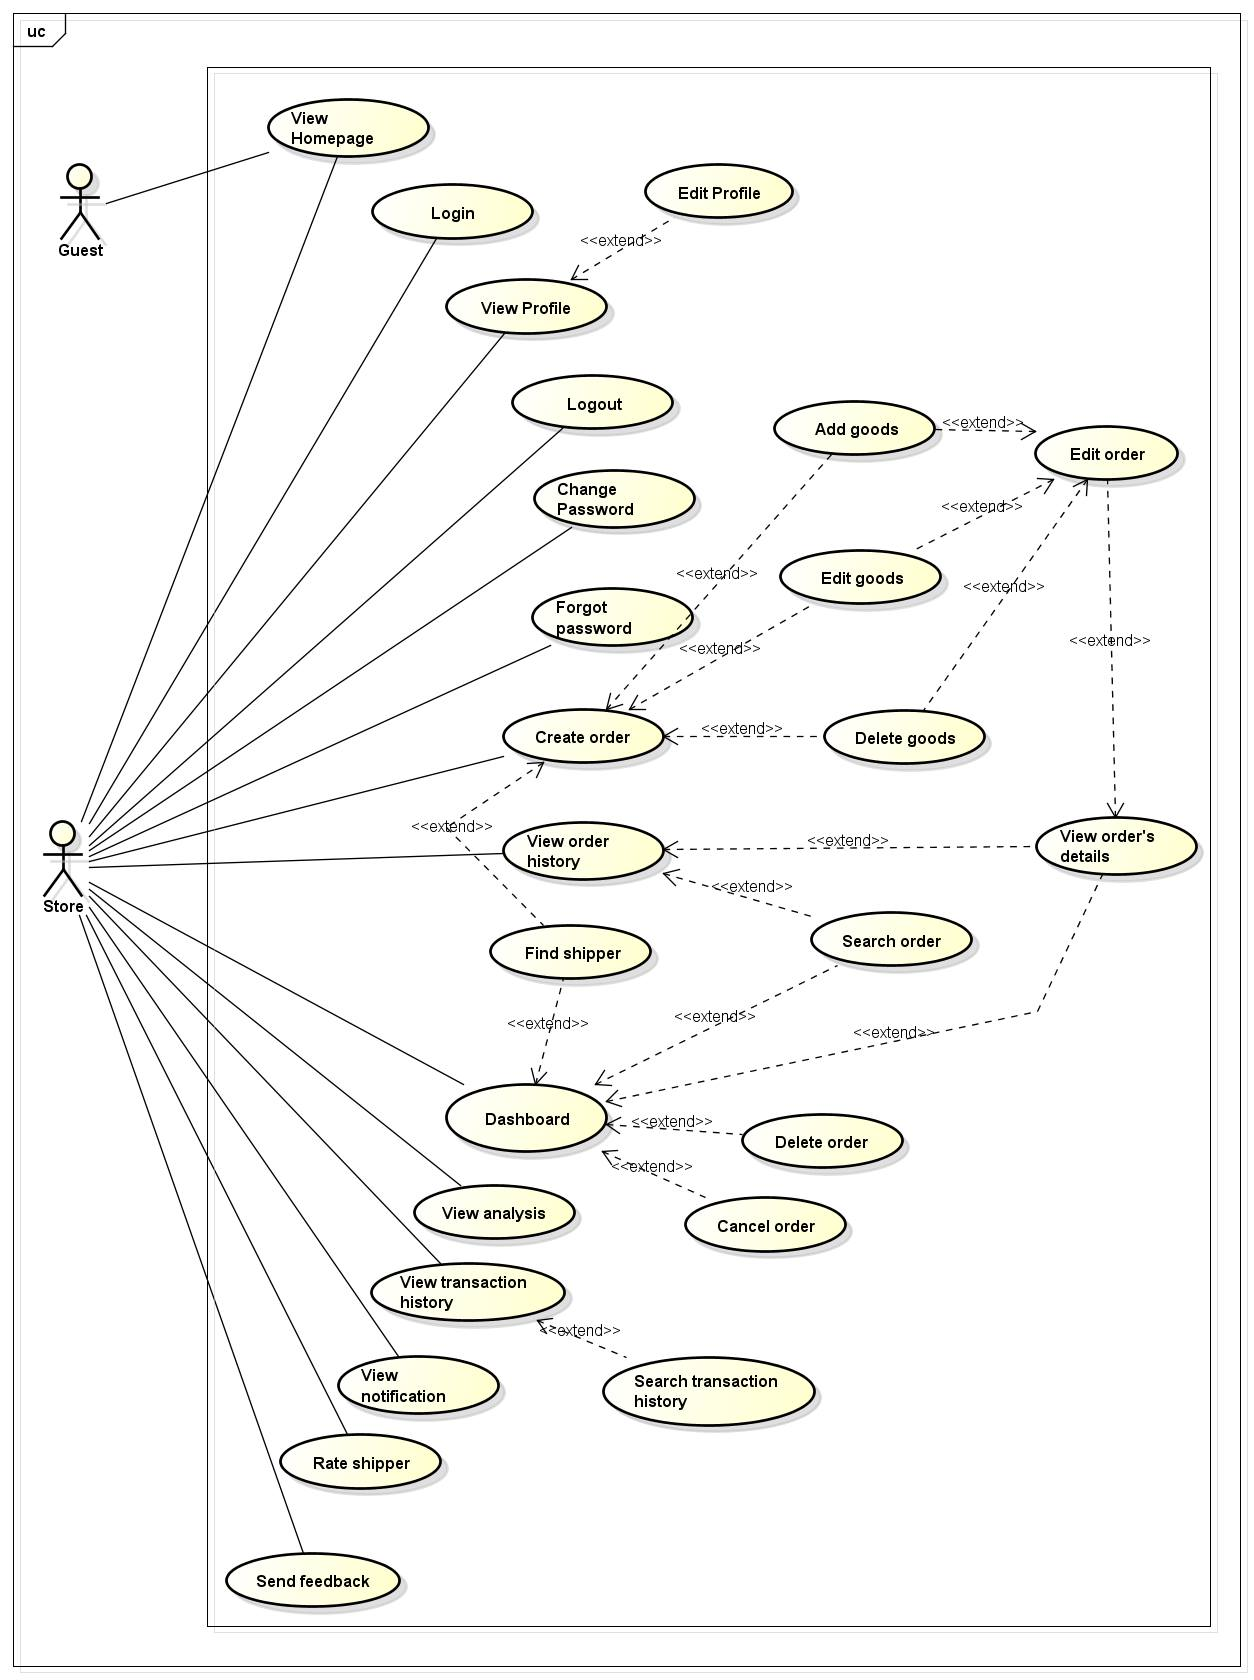 uc
View
Homepage
Guest
Login
Edit Profile
<<extend>>
View Profile
Logout
Add goods
<<extend>>
Edit order
Change
Password
<<extend>>
<<extend>>
Edit goods
<<extend>>
Forgot
password
<<extend>>
<<extend>>
Create order
<<extend>>
Delete goods
<<extend>>
View order
history
<<extend>>
View order's
details
<<extend>>
Store
Find shipper
Search order
<<extend>>
<<extend>>
<<extend>>
Dashboard
<<extend>>
Delete order
<<extend>>
View analysis
Cancel order
View transaction
history
<<extend>>
View
notification
Search transaction
history
Rate shipper
Send feedback